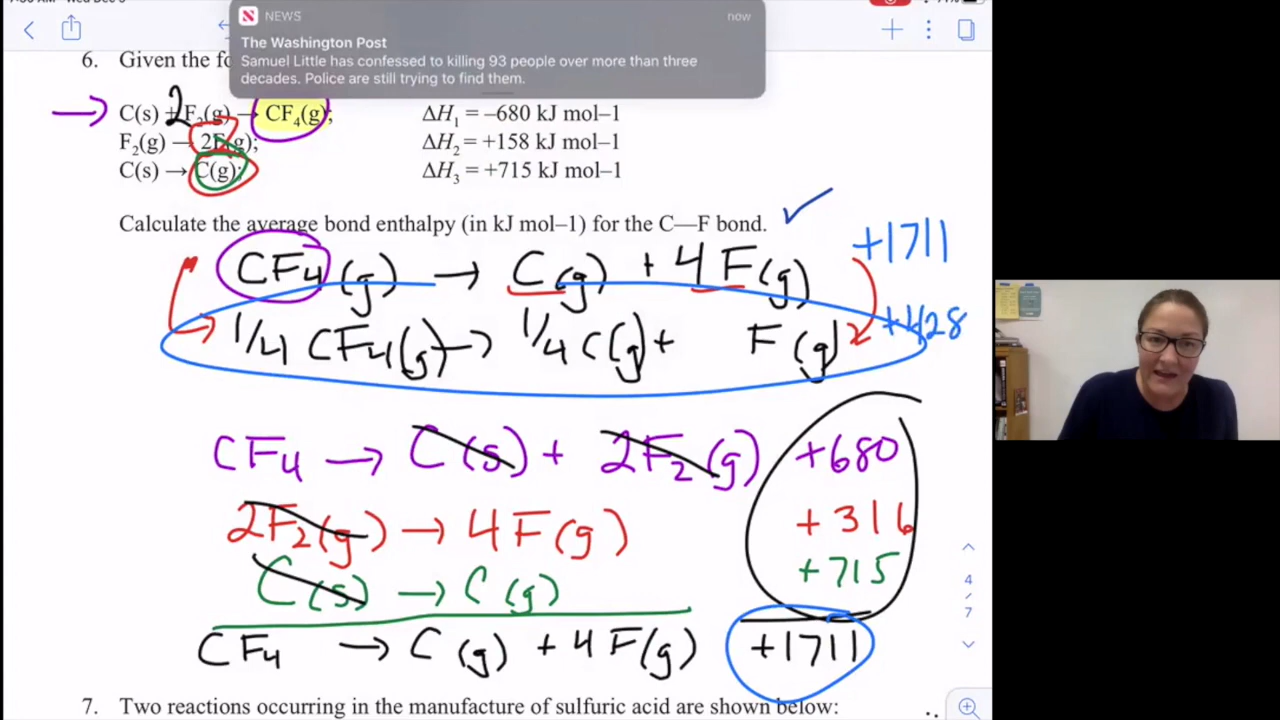 NEWS
now
The Washington Post
Samuel Little has confessed to killing 93 people over more than three
decades. Police are still trying to find them.
6. Given the fo
C(s) + 2F₂(g) → CF₄(g); ΔH₁ = –680 kJ mol–1
F₂(g) → 2F(g); ΔH₂ = +158 kJ mol–1
C(s) → C(g); ΔH₃ = +715 kJ mol–1
Calculate the average bond enthalpy (in kJ mol–1) for the C—F bond. ✓
CF4(g) → C(g) + 4F(g) +1711
1/4 CF4(g) → 1/4 C(g) + F(g) +428
CF4 → C(s) + 2F2(g) +680
2F2(g) → 4F(g) +316
C(s) → C(g) +715
CF4 → C(g) + 4F(g) +1711
4
/
7
7. Two reactions occurring in the manufacture of sulfuric acid are shown below: